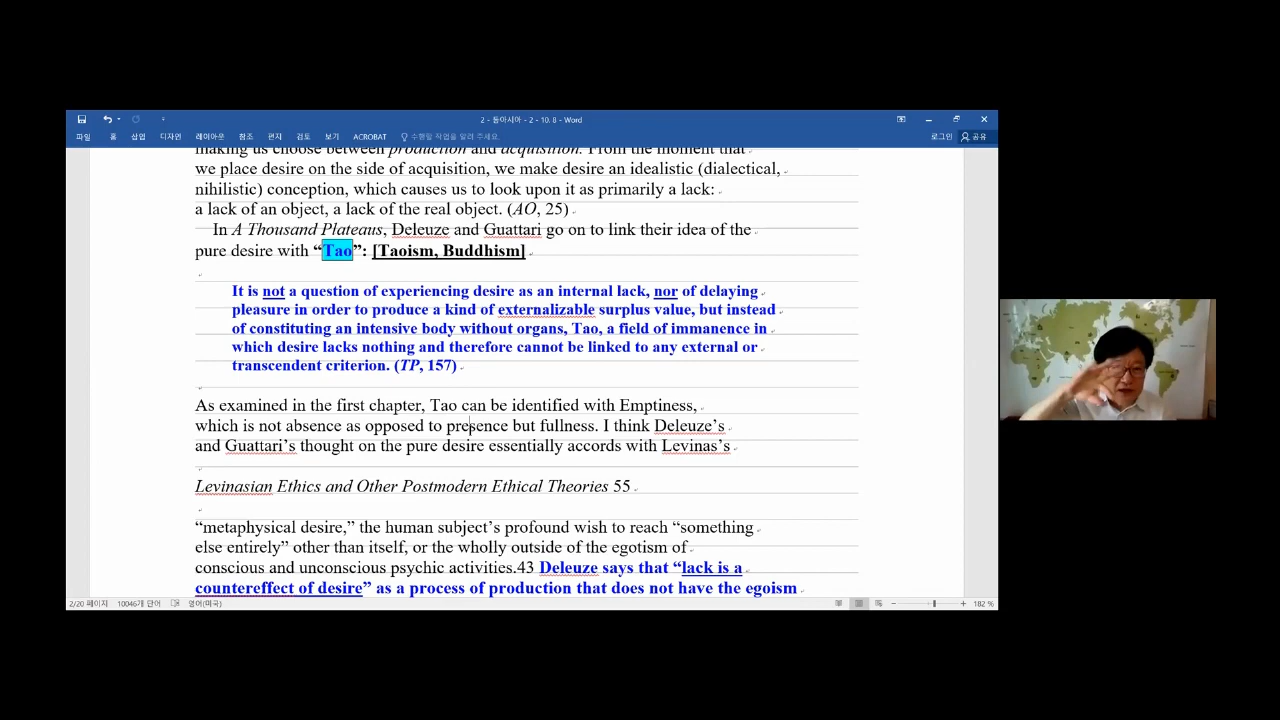 2 - 동아시아 - 2 - 10. 8 - Word
파일 홈 삽입 디자인 레이아웃 참조 편지 검토 보기 ACROBAT 수행할 작업을 알려 주세요. 로그인 공유
making us choose between production and acquisition. From the moment that
we place desire on the side of acquisition, we make desire an idealistic (dialectical,
nihilistic) conception, which causes us to look upon it as primarily a lack:
a lack of an object, a lack of the real object. (AO, 25)
In A Thousand Plateaus, Deleuze and Guattari go on to link their idea of the
pure desire with “Tao”: [Taoism, Buddhism]
It is not a question of experiencing desire as an internal lack, nor of delaying
pleasure in order to produce a kind of externalizable surplus value, but instead
of constituting an intensive body without organs, Tao, a field of immanence in
which desire lacks nothing and therefore cannot be linked to any external or
transcendent criterion. (TP, 157)
As examined in the first chapter, Tao can be identified with Emptiness,
which is not absence as opposed to presence but fullness. I think Deleuze’s
and Guattari’s thought on the pure desire essentially accords with Levinas’s
Levinasian Ethics and Other Postmodern Ethical Theories 55
“metaphysical desire,” the human subject’s profound wish to reach “something
else entirely” other than itself, or the wholly outside of the egotism of
conscious and unconscious psychic activities.43 Deleuze says that “lack is a
countereffect of desire” as a process of production that does not have the egoism
2/20 페이지 10046개 단어 영어(미국) 182 %